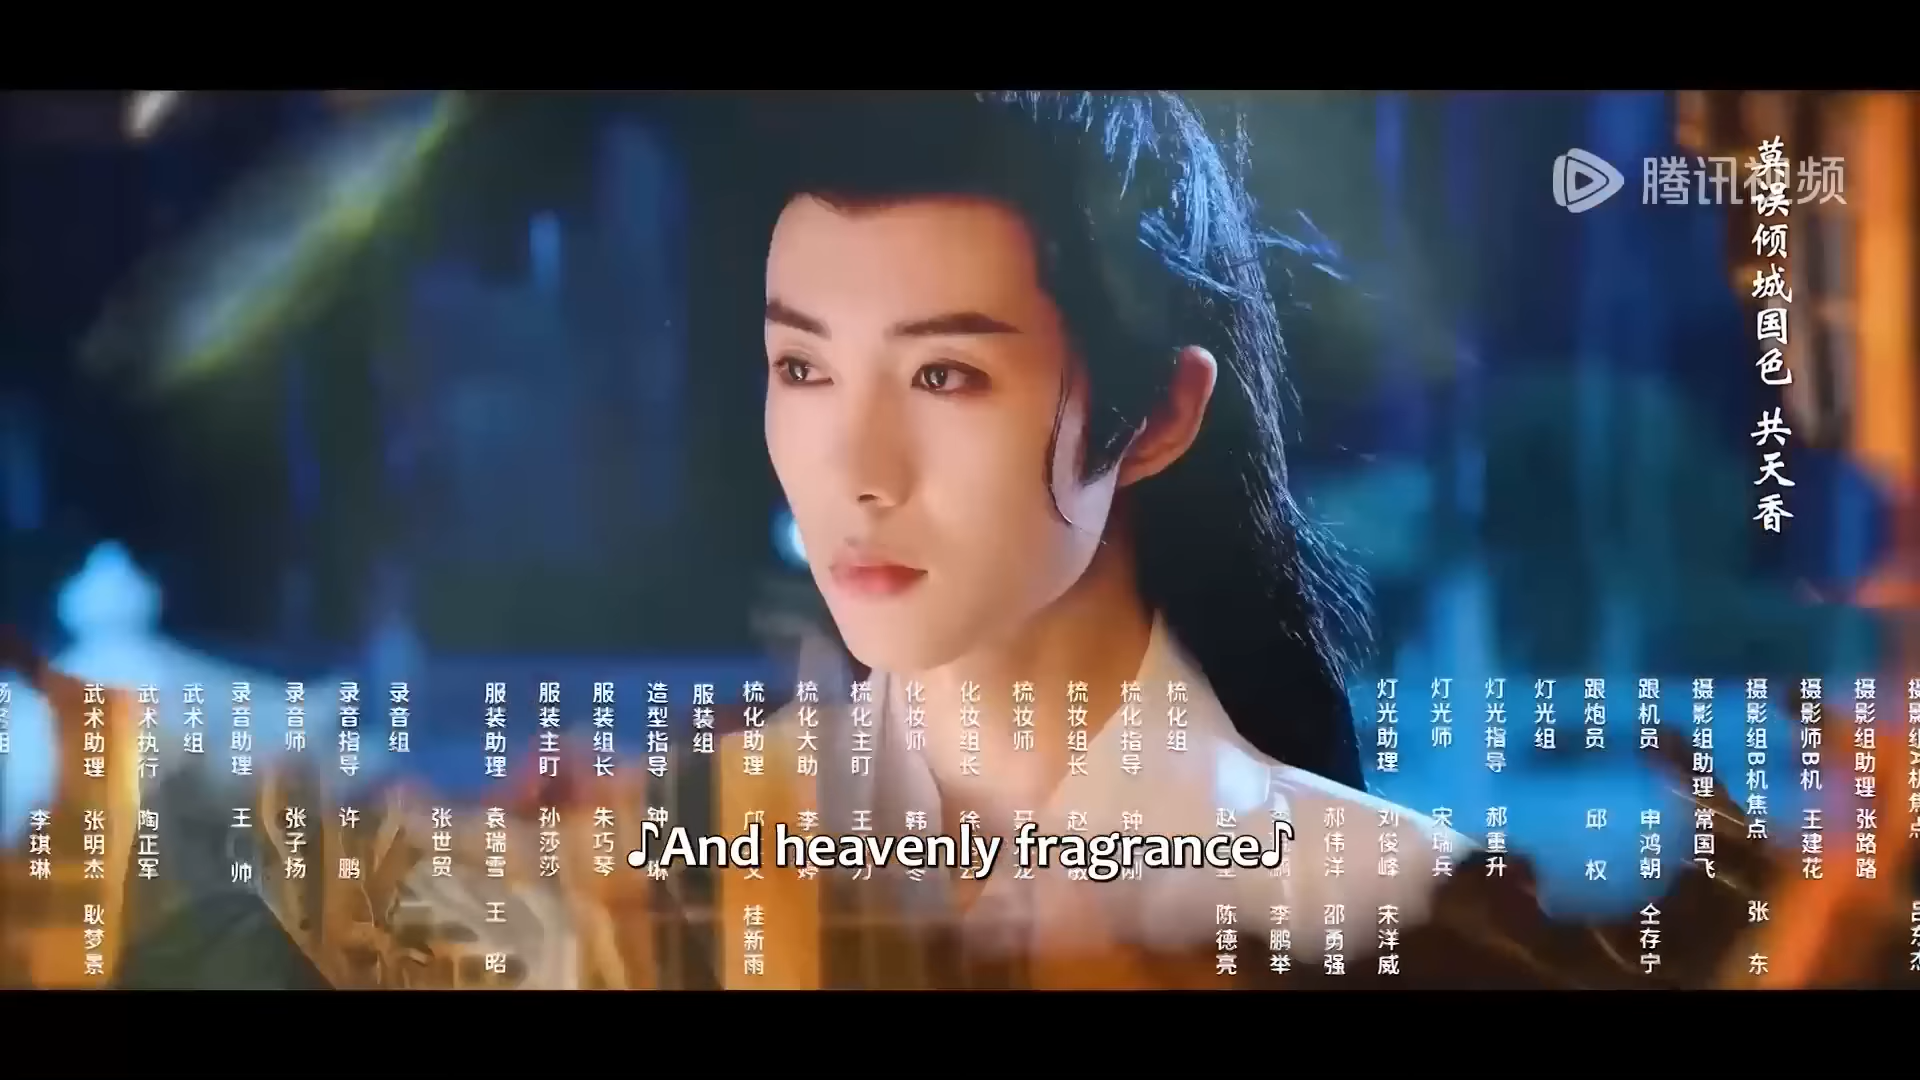 腾讯视频
莫误倾城国色 共天香
摄影组助理 张路路
摄影师B机 王建花
摄影组B机焦点 张 东
摄影组助理 常国飞
跟机员 申鸿朝 仝存宁
跟炮员 邱 权
灯光组
灯光指导 郝重升
灯光师 宋瑞兵
灯光助理 刘俊峰 宋洋威
郝伟洋 邵勇强
李鹏举
陈德亮
梳化组
梳化指导
梳妆组长
梳妆师
化妆组长
化妆师
梳化主盯
梳化大助
梳化助理 桂新雨
服装组
造型指导
服装组长 朱巧琴
服装主盯 孙莎莎
服装助理 袁瑞雪 王 昭
张世贸
录音组
录音指导 许 鹏
录音师 张子扬
录音助理 王 帅
武术组
武术执行 陶正军
武术助理 张明杰 耿梦景
李琪琳
♪And heavenly fragrance♪